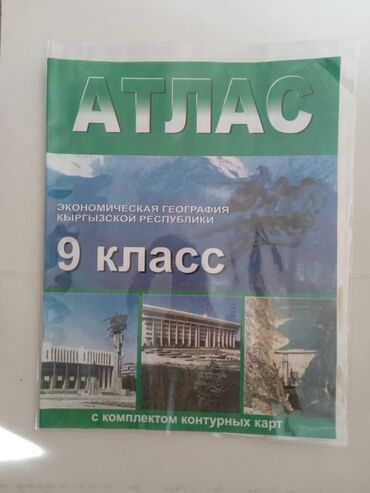 АТЛАС
ЭКОНОМИЧЕСКАЯ ГЕОГРАФИЯ
КЫРГЫЗСКОЙ РЕСПУБЛИКИ
9 класс
с комплектом контурных карт